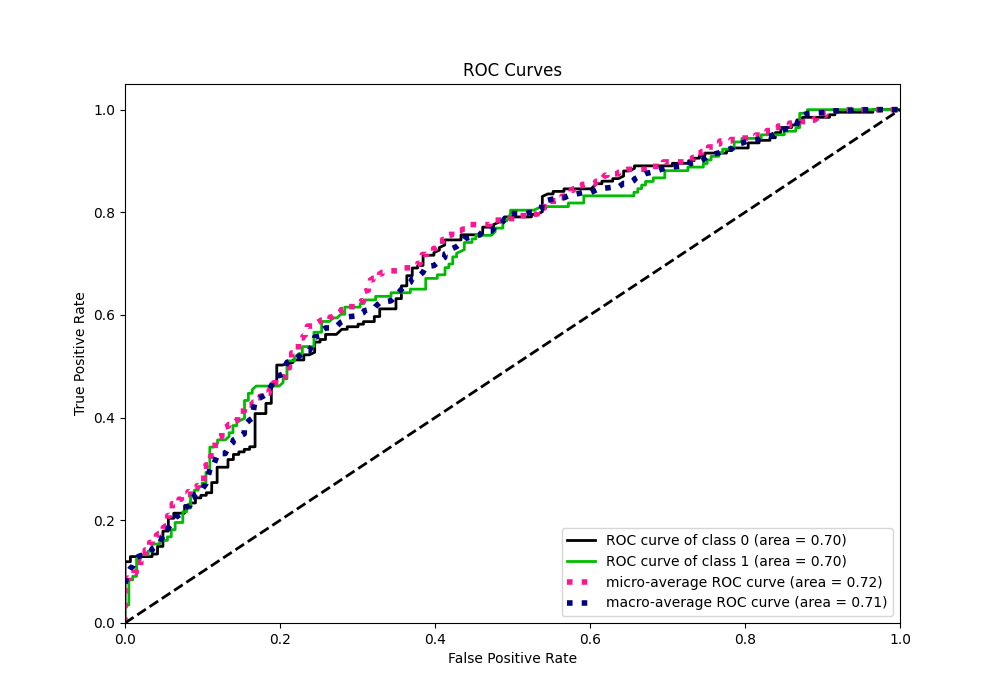 ROC Curves
True Positive Rate
1.0
0.8
0.6
0.4
0.2
0.0
ROC curve of class 0 (area = 0.70)
ROC curve of class 1 (area = 0.70)
micro-average ROC curve (area = 0.72)
macro-average ROC curve (area = 0.71)
0.0 0.2 0.4 0.6 0.8 1.0
False Positive Rate